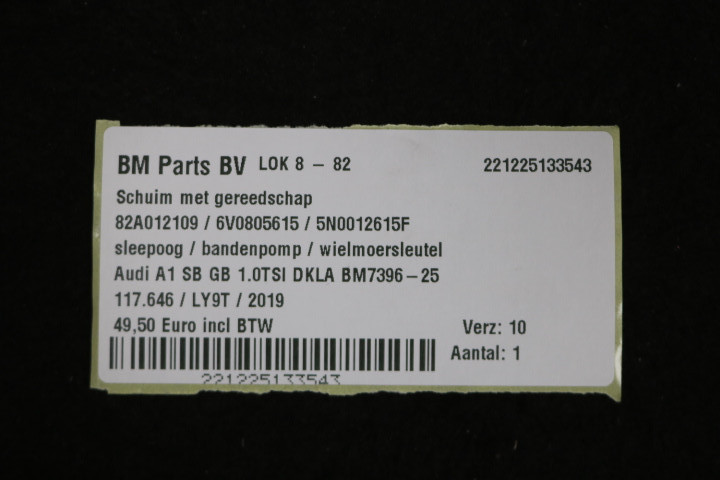 BM Parts BV LOK 8 – 82 221225133543
Schuim met gereedschap
82A012109 / 6V0805615 / 5N0012615F
sleepoog / bandenpomp / wielmoersleutel
Audi A1 SB GB 1.0TSI DKLA BM7396–25
117.646 / LY9T / 2019
49,50 Euro incl BTW Verz: 10
Aantal: 1
221225133543